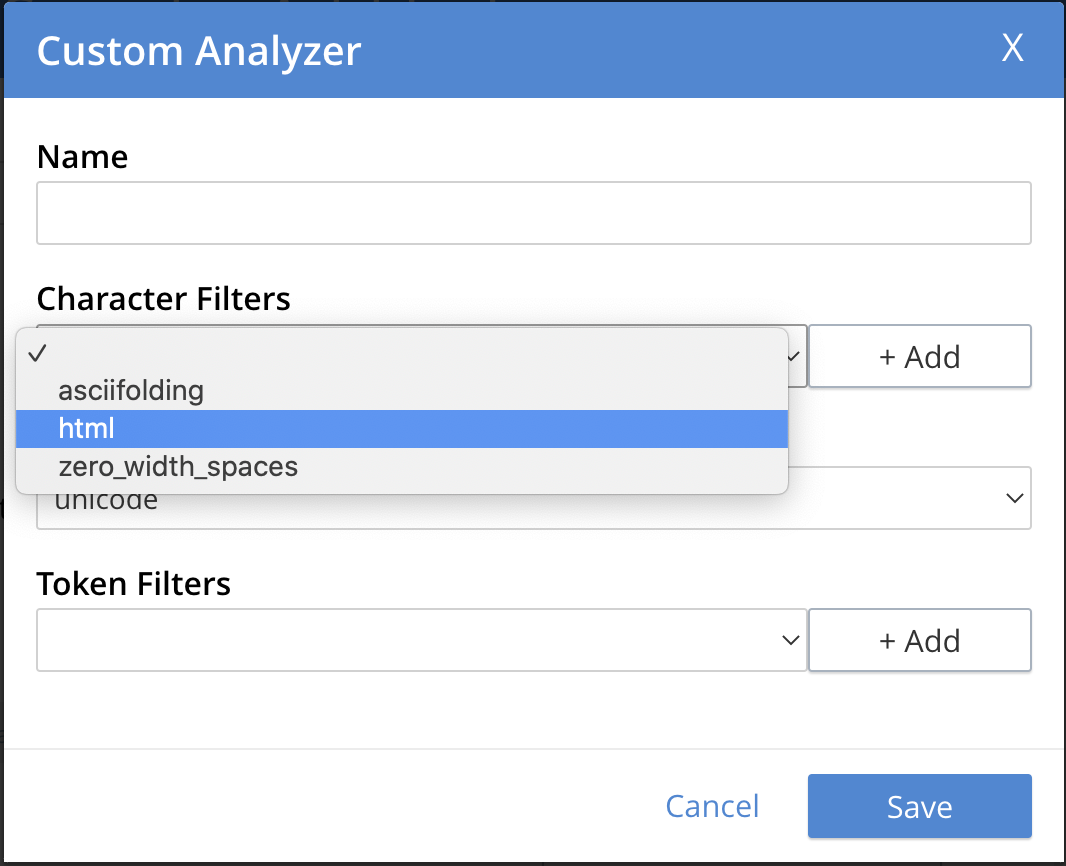 Custom Analyzer X
Name
Character Filters
✓
+ Add
asciifolding
html
zero_width_spaces
unicode
Token Filters
+ Add
Cancel Save